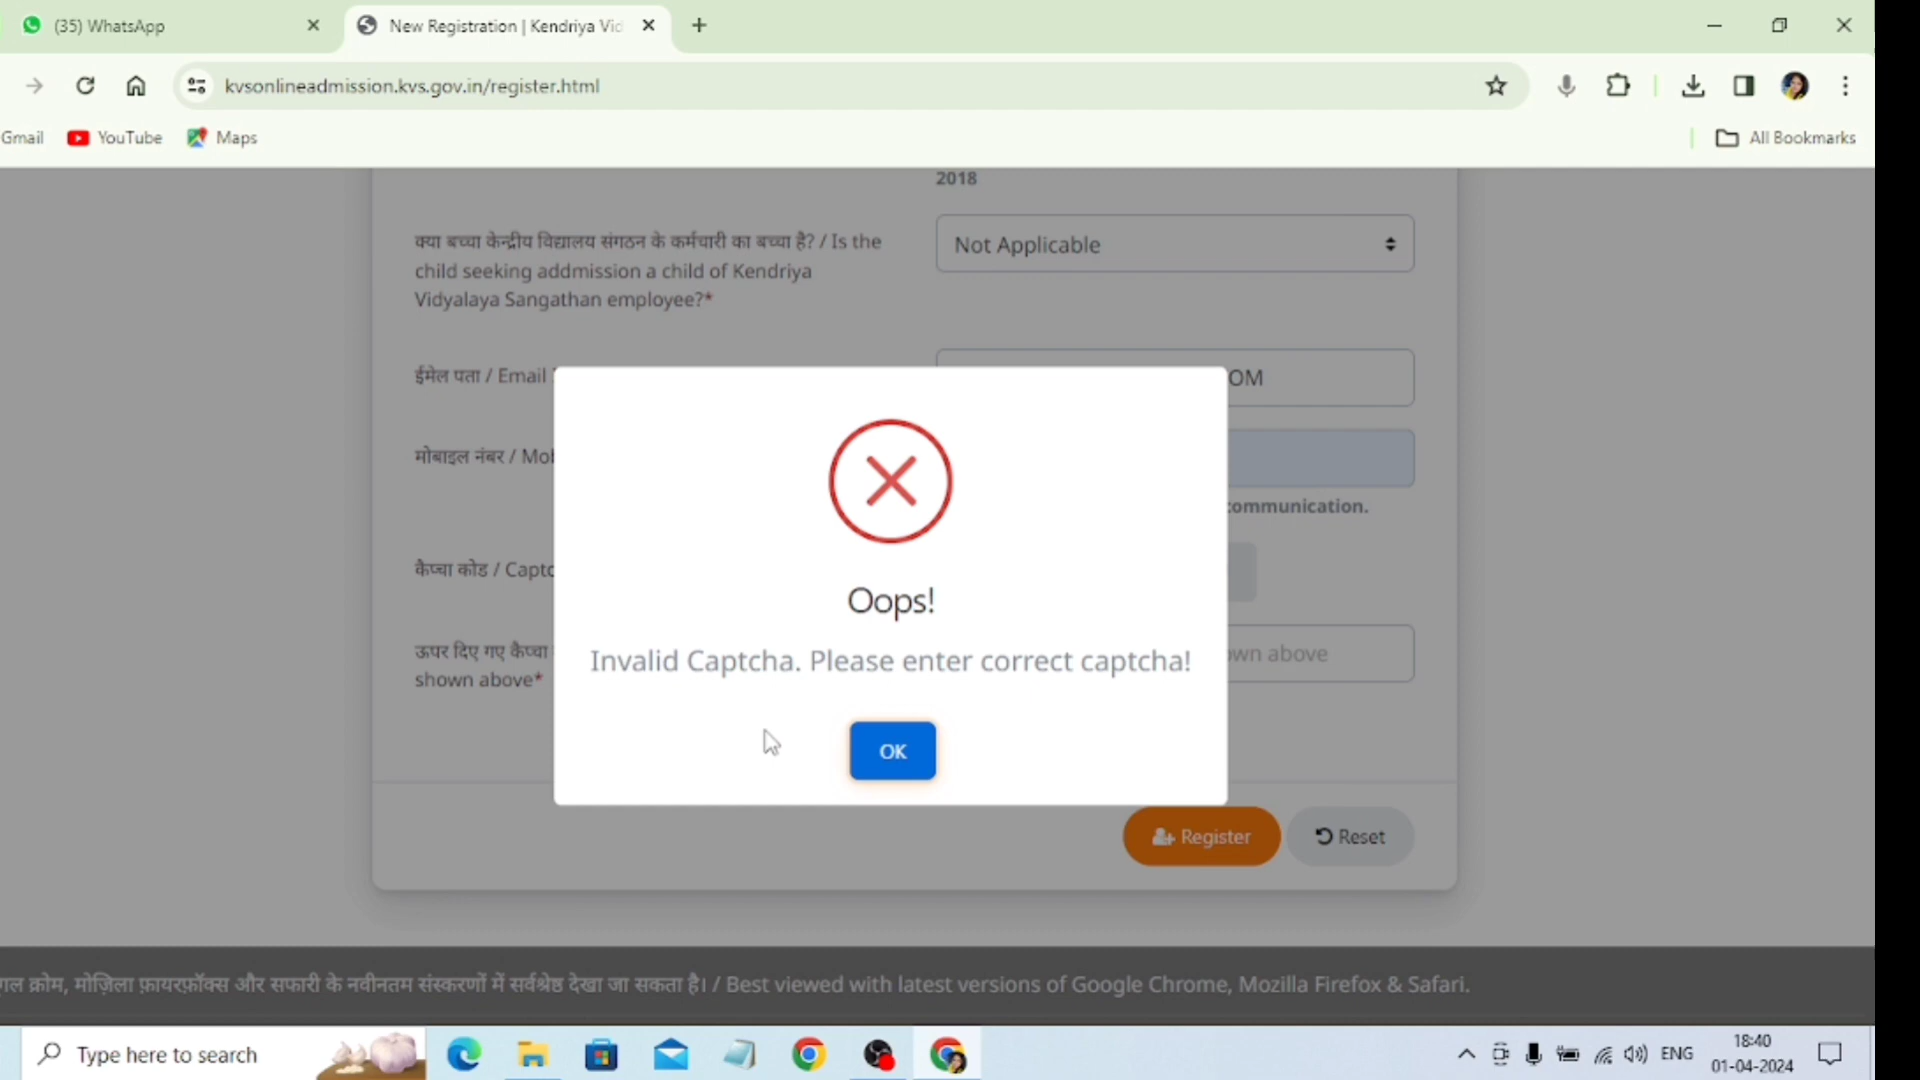 (35) WhatsApp
New Registration | Kendriya Vid
kvsonlineadmission.kvs.gov.in/register.html
Gmail
YouTube
Maps
All Bookmarks
2018
क्या बच्चा केन्द्रीय विद्यालय संगठन के कर्मचारी का बच्चा है? / Is the
child seeking addmission a child of Kendriya
Vidyalaya Sangathan employee?*
Not Applicable
ईमेल पता / Email
OM
मोबाइल नंबर / Mob
communication.
कैप्चा कोड / Captc
ऊपर दिए गए कैप्चा
shown above*
own above
Oops!
Invalid Captcha. Please enter correct captcha!
OK
Register
Reset
गल क्रोम, मोज़िला फ़ायरफ़ॉक्स और सफारी के नवीनतम संस्करणों में सर्वश्रेष्ठ देखा जा सकता है। / Best viewed with latest versions of Google Chrome, Mozilla Firefox & Safari.
Type here to search
ENG
18:40
01-04-2024